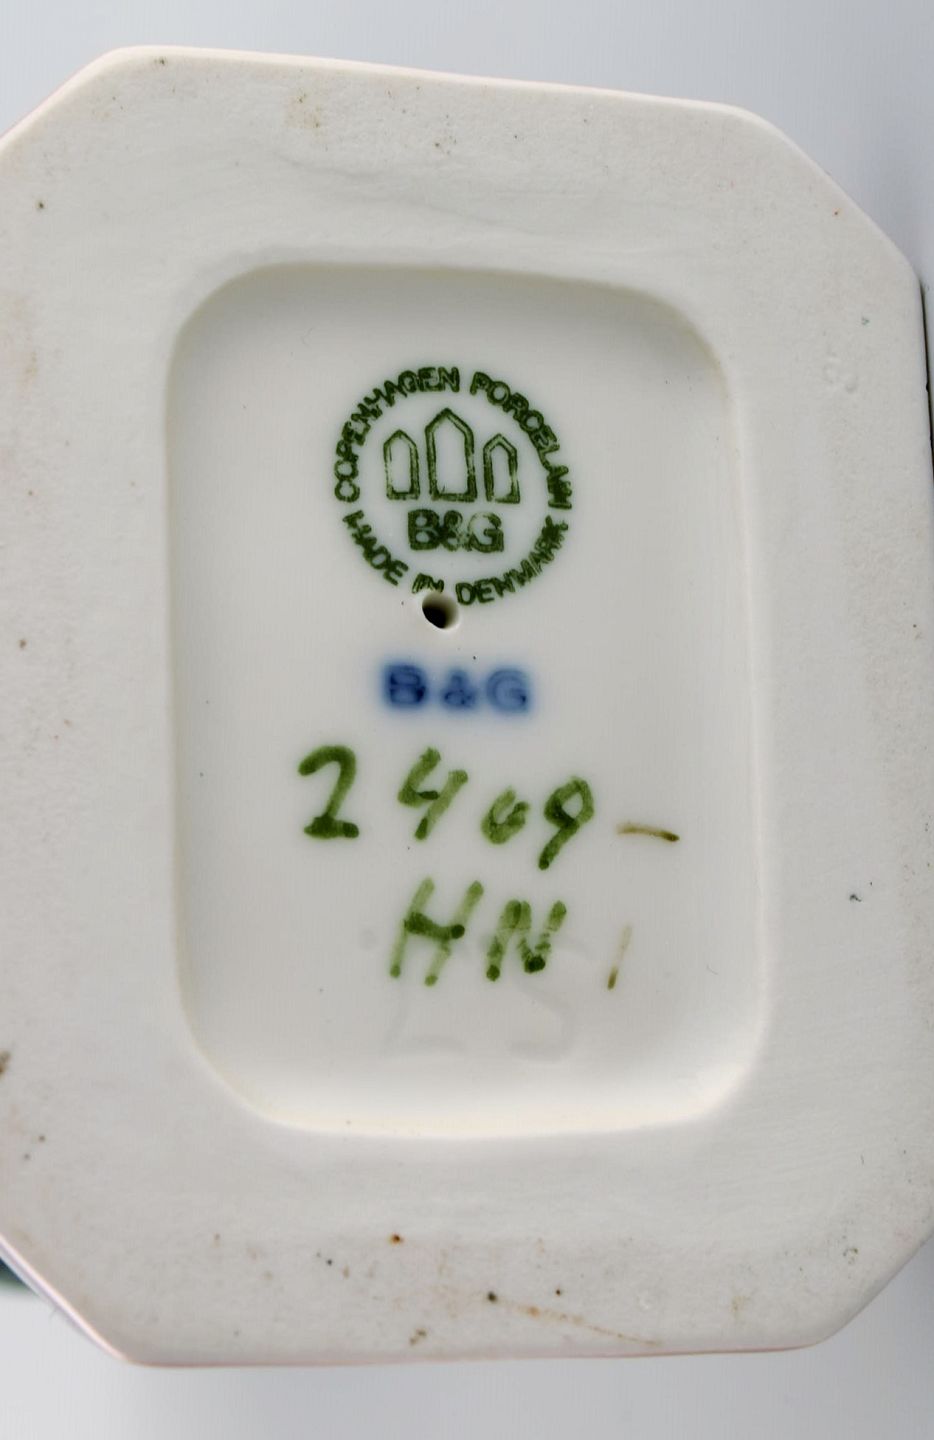 COPENHAGEN PORCELAIN
B&G
MADE IN DENMARK
B&G
2409-
HN